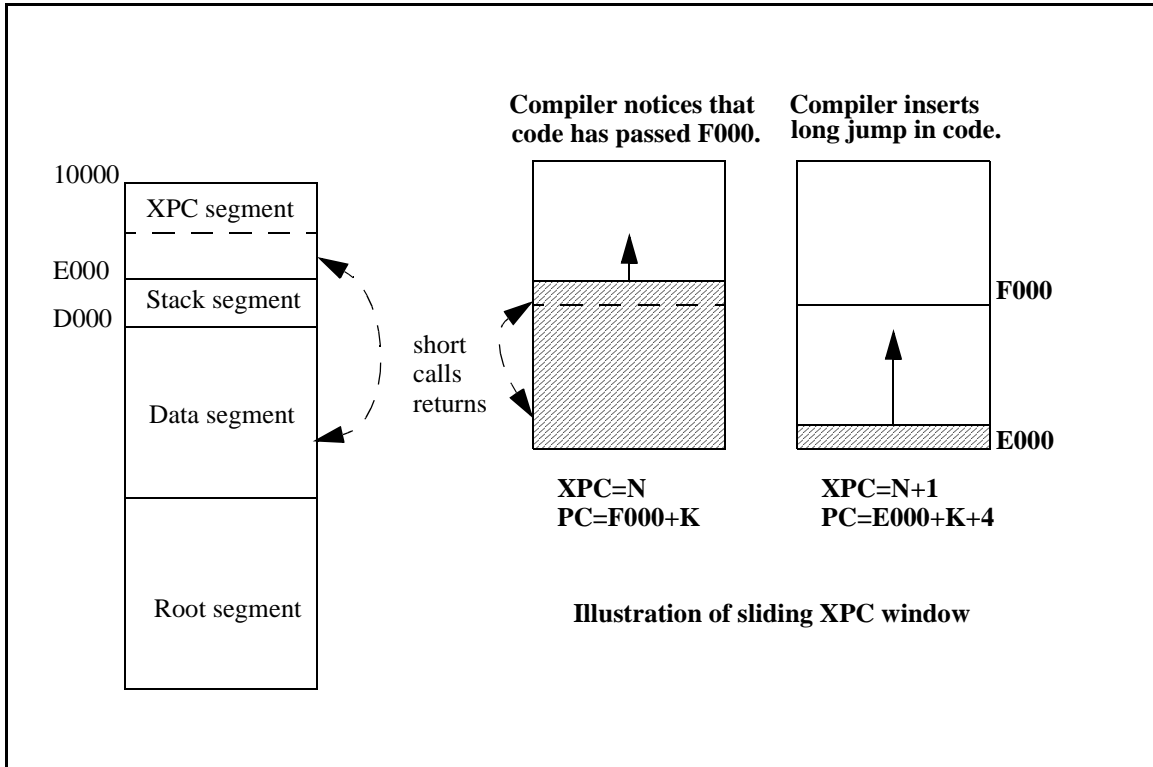 Compiler notices that
code has passed F000.
Compiler inserts
long jump in code.
10000
XPC segment
E000
Stack segment
D000
Data segment
Root segment
short
calls
returns
F000
E000
XPC=N
PC=F000+K
XPC=N+1
PC=E000+K+4
Illustration of sliding XPC window